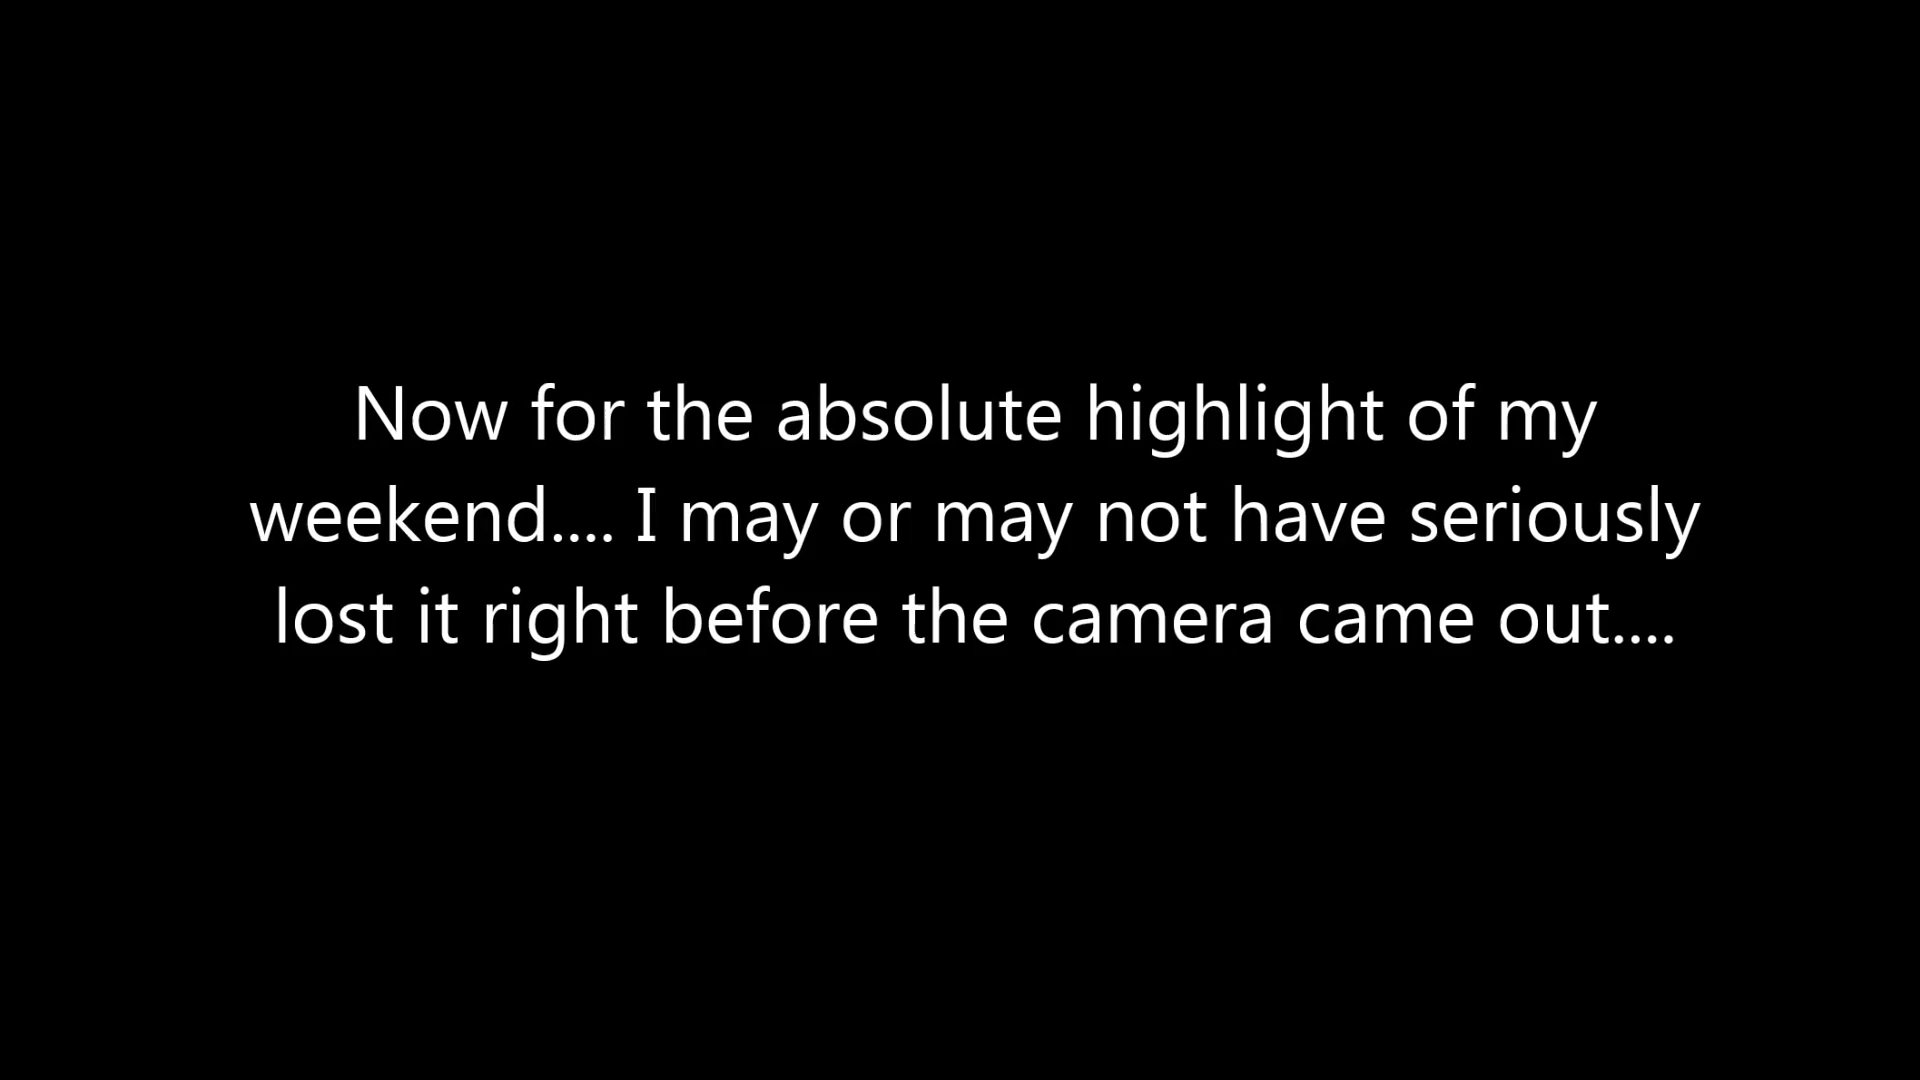 Now for the absolute highlight of my
weekend.... I may or may not have seriously
lost it right before the camera came out....